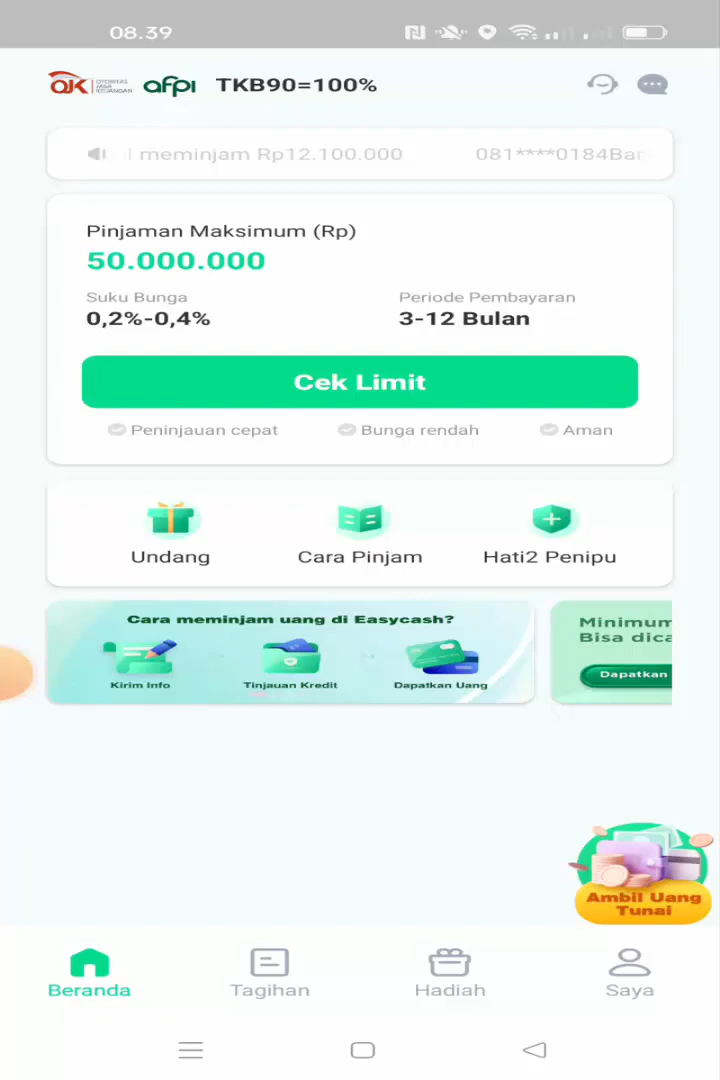 08.39
OJK OTORITAS JASA KEUANGAN afpi TKB90=100%
meminjam Rp12.100.000 081****0184
Pinjaman Maksimum (Rp)
50.000.000
Suku Bunga Periode Pembayaran
0,2%-0,4% 3-12 Bulan
Cek Limit
Peninjauan cepat Bunga rendah Aman
Undang Cara Pinjam Hati2 Penipu
Cara meminjam uang di Easycash?
Kirim Info Tinjauan Kredit Dapatkan Uang
Minimum
Bisa dica
Dapatkan
Ambil Uang
Tunai
Beranda Tagihan Hadiah Saya